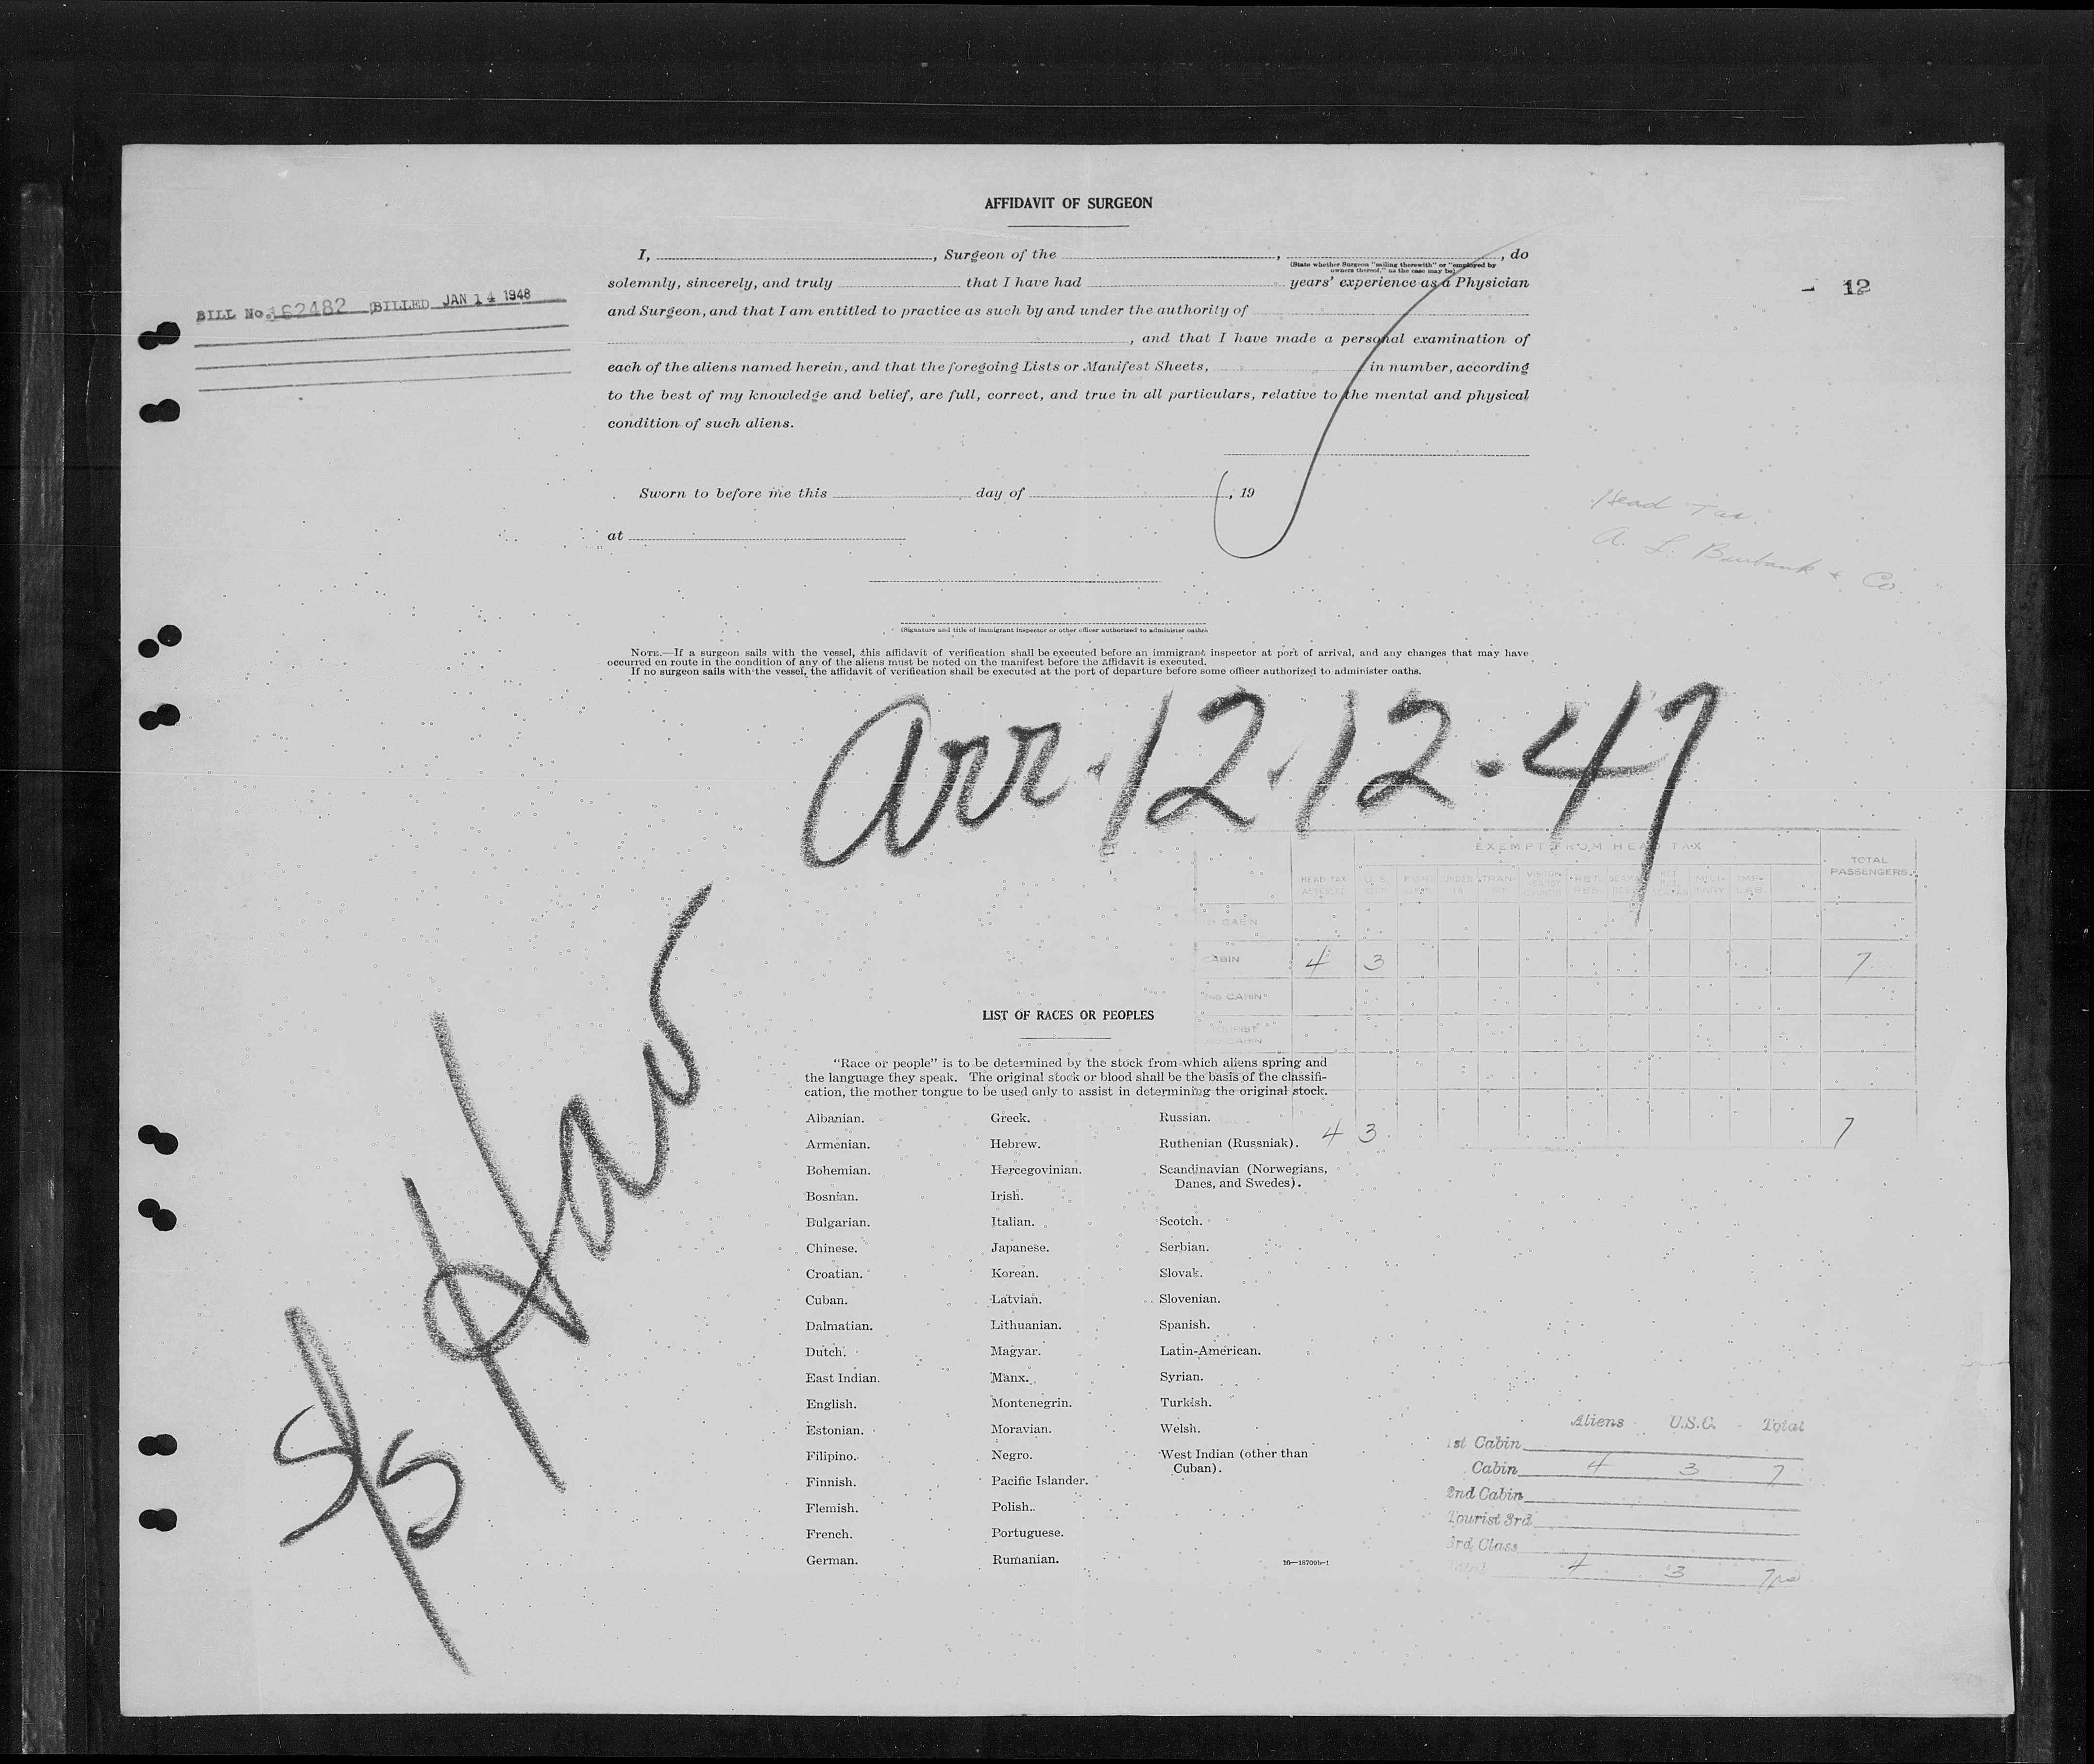 AFFIDAVIT OF SURGEON
I, , Surgeon of the , , do
(State whether Surgeon "sailing therewith" or "employed by
owners thereof," as the case may be)
solemnly, sincerely, and truly that I have had years' experience as a Physician
and Surgeon, and that I am entitled to practice as such by and under the authority of
, and that I have made a personal examination of
each of the aliens named herein, and that the foregoing Lists or Manifest Sheets, in number, according
to the best of my knowledge and belief, are full, correct, and true in all particulars, relative to the mental and physical
condition of such aliens.
BILL No. 162482 BILLED JAN 14 1948
- 12
Sworn to before me this day of , 19
at
Head Tax
A. L. Burbank & Co.
(Signature and title of immigrant inspector or other officer authorized to administer oaths)
NOTE.—If a surgeon sails with the vessel, this affidavit of verification shall be executed before an immigrant inspector at port of arrival, and any changes that may have
occurred en route in the condition of any of the aliens must be noted on the manifest before the affidavit is executed.
If no surgeon sails with the vessel, the affidavit of verification shall be executed at the port of departure before some officer authorized to administer oaths.
Arr. 12.12.47
EXEMPT FROM HEAD TAX
TOTAL
PASSENGERS
HEAD TAX
ASSESSED
U.S.
CIT.
UNDER
16
TRAN-
SIT
RET.
RES.
MILI-
TARY
IMP.
LAB.
1ST CABIN
CABIN 4 3 7
2ND CABIN
TOURIST
3RD CABIN
4 3 7
S/S
LIST OF RACES OR PEOPLES
"Race or people" is to be determined by the stock from which aliens spring and
the language they speak. The original stock or blood shall be the basis of the classifi-
cation, the mother tongue to be used only to assist in determining the original stock.
Albanian. Greek. Russian.
Armenian. Hebrew. Ruthenian (Russniak).
Bohemian. Hercegovinian. Scandinavian (Norwegians,
Danes, and Swedes).
Bosnian. Irish.
Bulgarian. Italian. Scotch.
Chinese. Japanese. Serbian.
Croatian. Korean. Slovak.
Cuban. Latvian. Slovenian.
Dalmatian. Lithuanian. Spanish.
Dutch. Magyar. Latin-American.
East Indian. Manx. Syrian.
English. Montenegrin. Turkish.
Estonian. Moravian. Welsh.
Filipino. Negro. West Indian (other than
Cuban).
Finnish. Pacific Islander.
Flemish. Polish.
French. Portuguese.
German. Rumanian.
16—18709b-1
Aliens U.S.C. Total
1st Cabin
Cabin 4 3 7
2nd Cabin
Tourist 3rd
3rd Class
Total 4 3 7